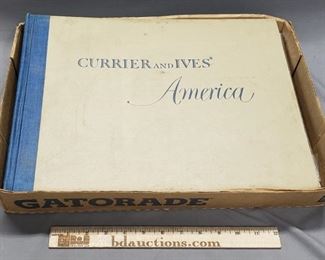 CURRIER AND IVES'
America
GATORADE
bdauctions.com